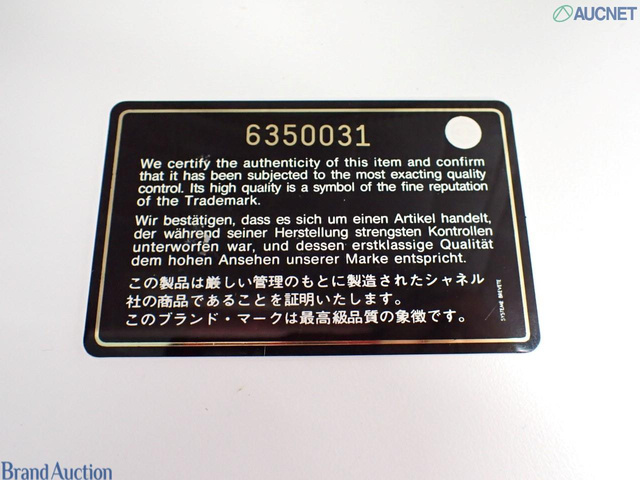 AUCNET
6350031
We certify the authenticity of this item and confirm
that it has been subjected to the most exacting quality
control. Its high quality is a symbol of the fine reputation
of the Trademark.
Wir bestätigen, dass es sich um einen Artikel handelt,
der während seiner Herstellung strengsten Kontrollen
unterworfen war, und dessen erstklassige Qualität
dem hohen Ansehen unserer Marke entspricht.
この製品は厳しい管理のもとに製造されたシャネル
社の商品であることを証明いたします。
このブランド・マークは最高級品質の象徴です。
SYSTEME BREVETE
Brand Auction